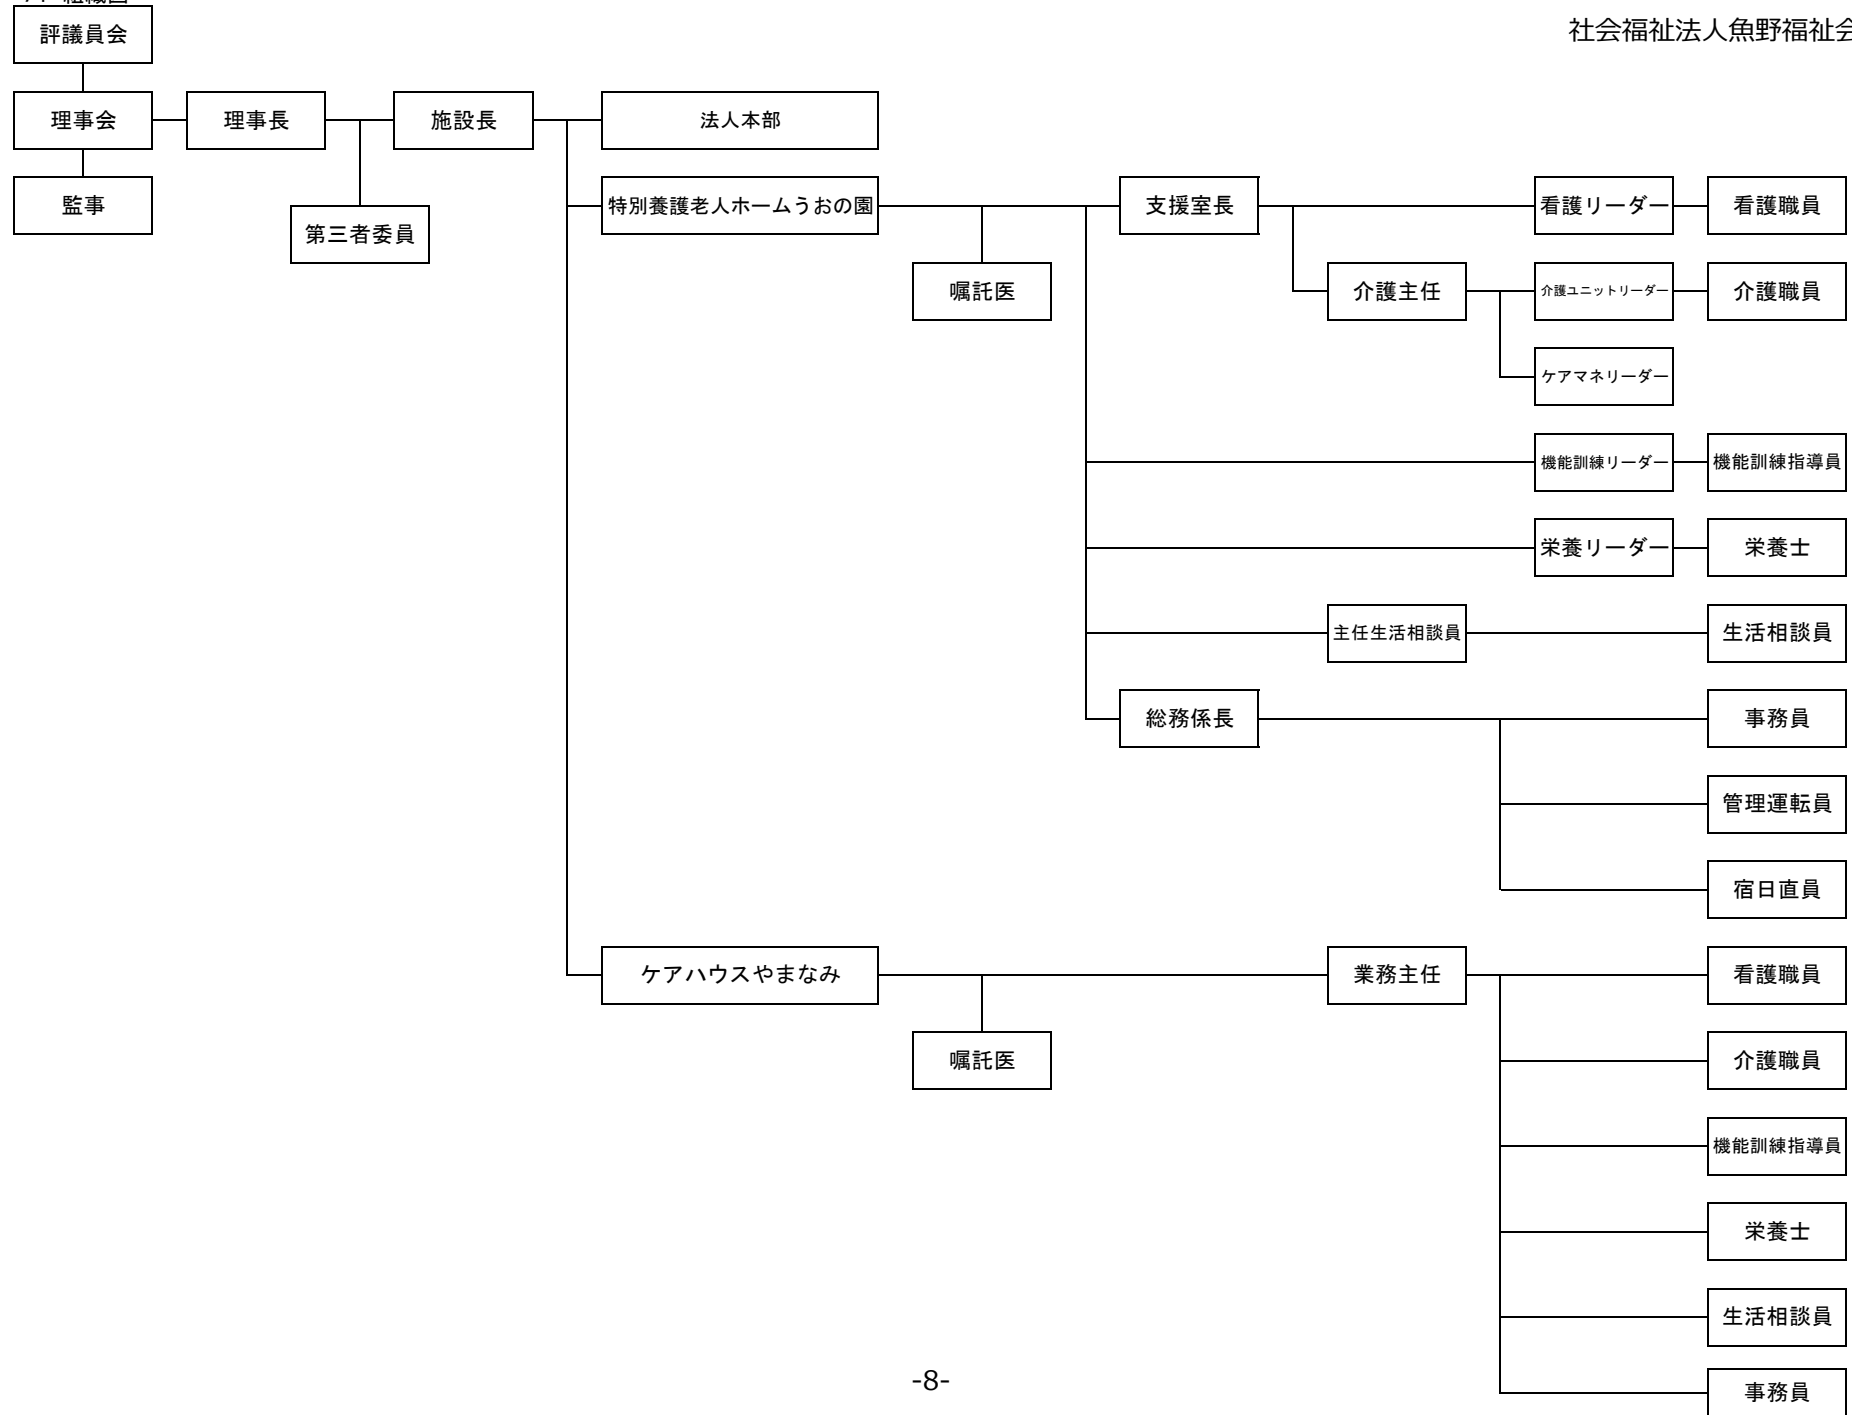 評議員会
社会福祉法人魚野福祉会
理事会
理事長
施設長
法人本部
監事
第三者委員
特別養護老人ホームうおの園
支援室長
看護リーダー
看護職員
嘱託医
介護主任
介護ユニットリーダー
介護職員
ケアマネリーダー
機能訓練リーダー
機能訓練指導員
栄養リーダー
栄養士
主任生活相談員
生活相談員
総務係長
事務員
管理運転員
宿日直員
ケアハウスやまなみ
業務主任
看護職員
嘱託医
介護職員
機能訓練指導員
栄養士
生活相談員
事務員
-8-